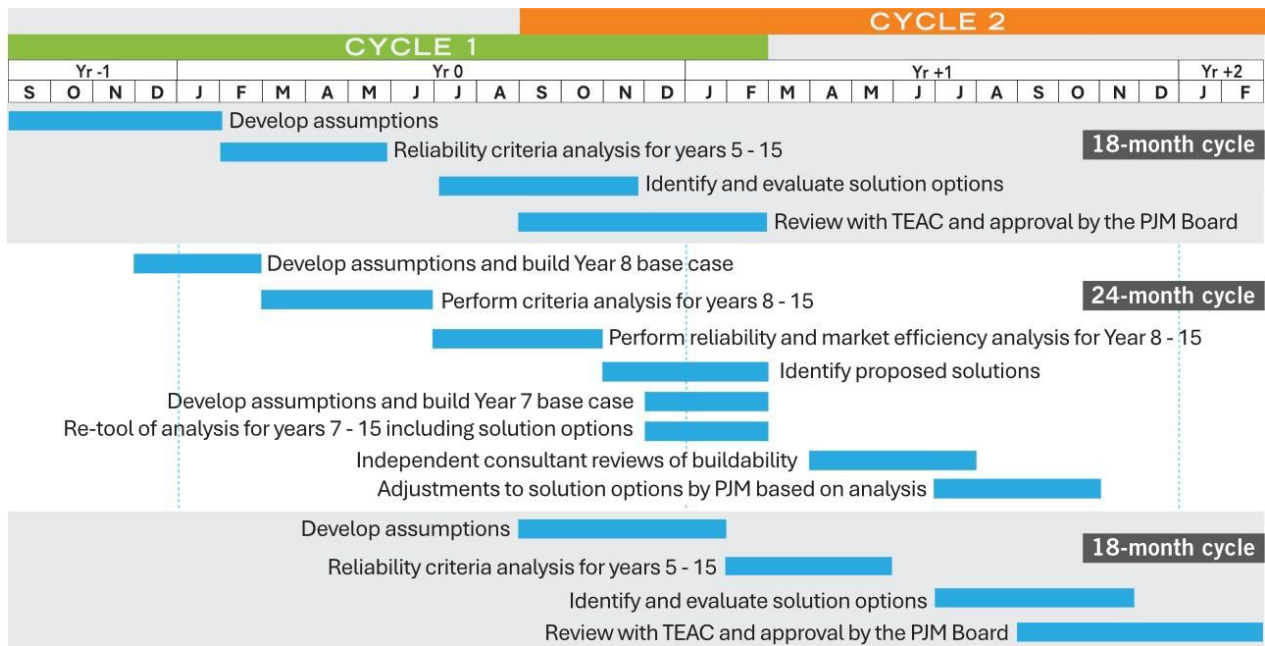 CYCLE 2
CYCLE 1
Yr -1 Yr 0 Yr +1 Yr +2
S O N D J F M A M J J A S O N D J F M A M J J A S O N D J F
Develop assumptions
18-month cycle
Reliability criteria analysis for years 5 - 15
Identify and evaluate solution options
Review with TEAC and approval by the PJM Board
Develop assumptions and build Year 8 base case
24-month cycle
Perform criteria analysis for years 8 - 15
Perform reliability and market efficiency analysis for Year 8 - 15
Identify proposed solutions
Develop assumptions and build Year 7 base case
Re-tool of analysis for years 7 - 15 including solution options
Independent consultant reviews of buildability
Adjustments to solution options by PJM based on analysis
Develop assumptions
18-month cycle
Reliability criteria analysis for years 5 - 15
Identify and evaluate solution options
Review with TEAC and approval by the PJM Board